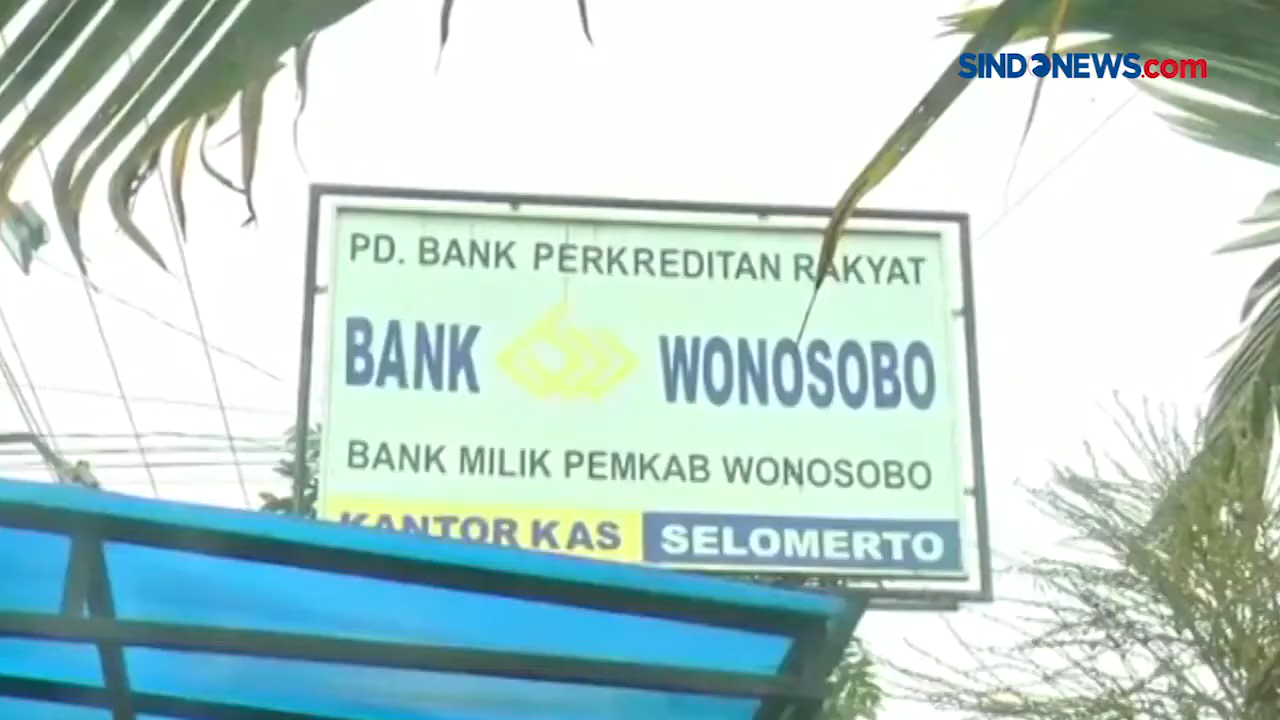 SINDONEWS.com
PD. BANK PERKREDITAN RAKYAT
BANK WONOSOBO
BANK MILIK PEMKAB WONOSOBO
KANTOR KAS SELOMERTO